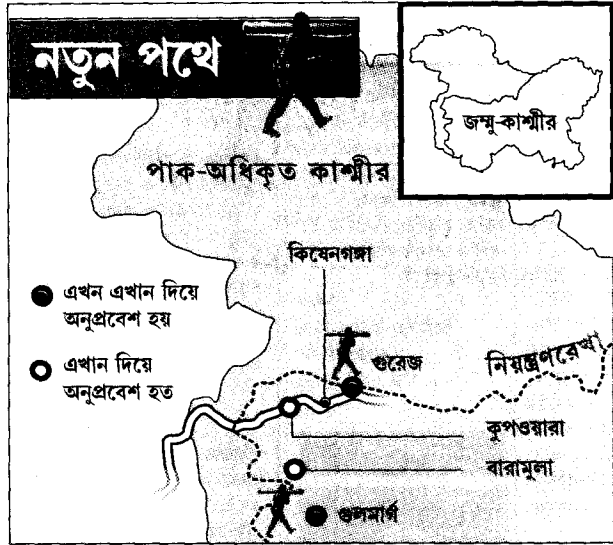 নতুন পথে
জম্মু-কাশ্মীর
পাক-অধিকৃত কাশ্মীর
কিষেনগঙ্গা
এখন এখান দিয়ে
অনুপ্রবেশ হয়
এখান দিয়ে
অনুপ্রবেশ হত
গুরেজ
নিয়ন্ত্রণরেখা
কুপওয়ারা
বারামুলা
গুলমার্গ